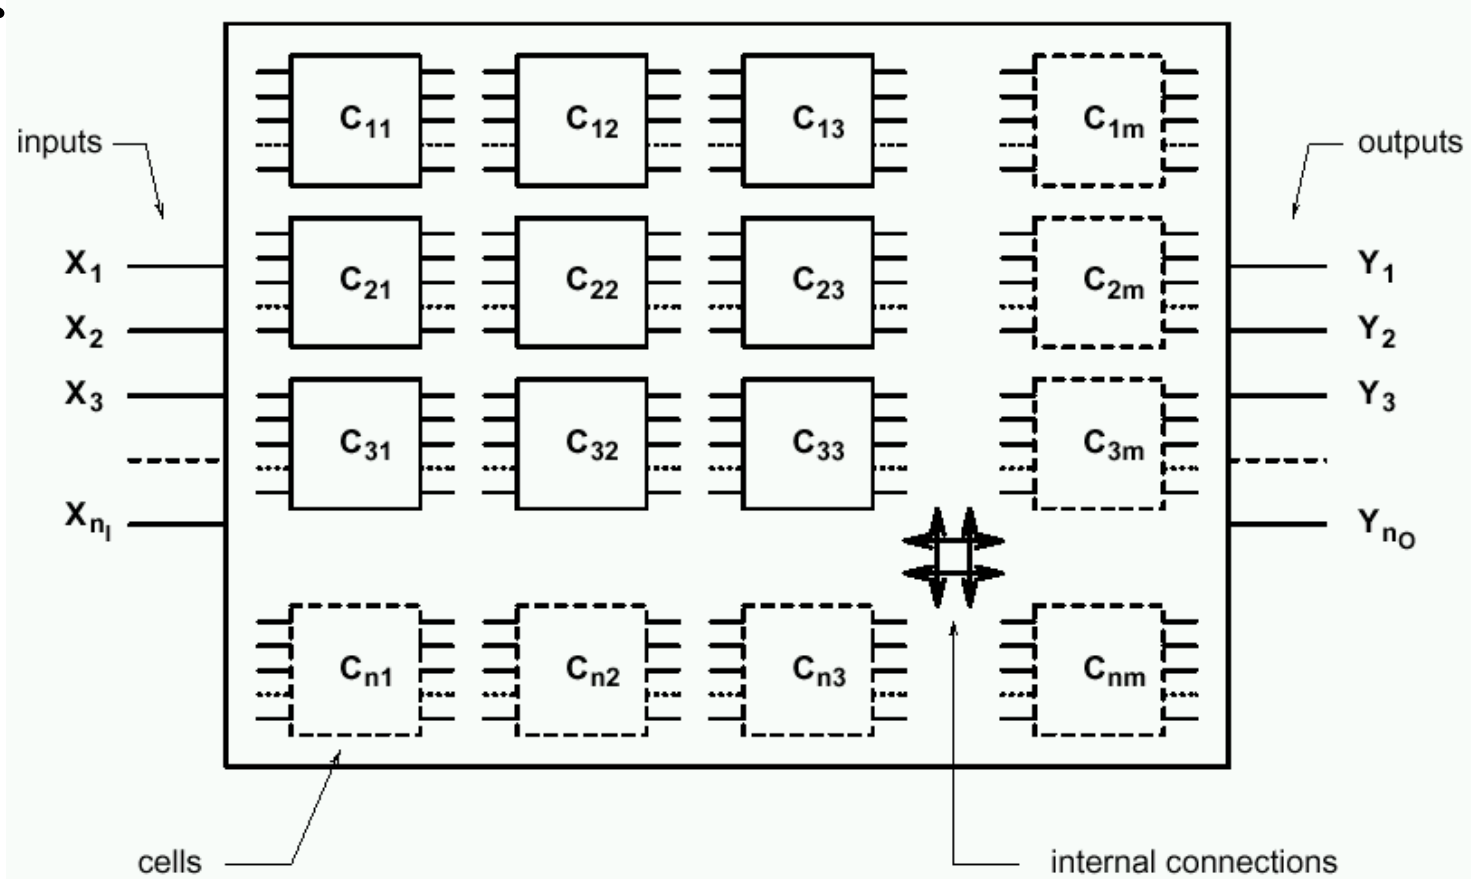 C11 C12 C13 C1m
inputs outputs
X1 C21 C22 C23 C2m Y1
X2 Y2
X3 Y3
C31 C32 C33 C3m
XnI YnO
Cn1 Cn2 Cn3 Cnm
cells internal connections